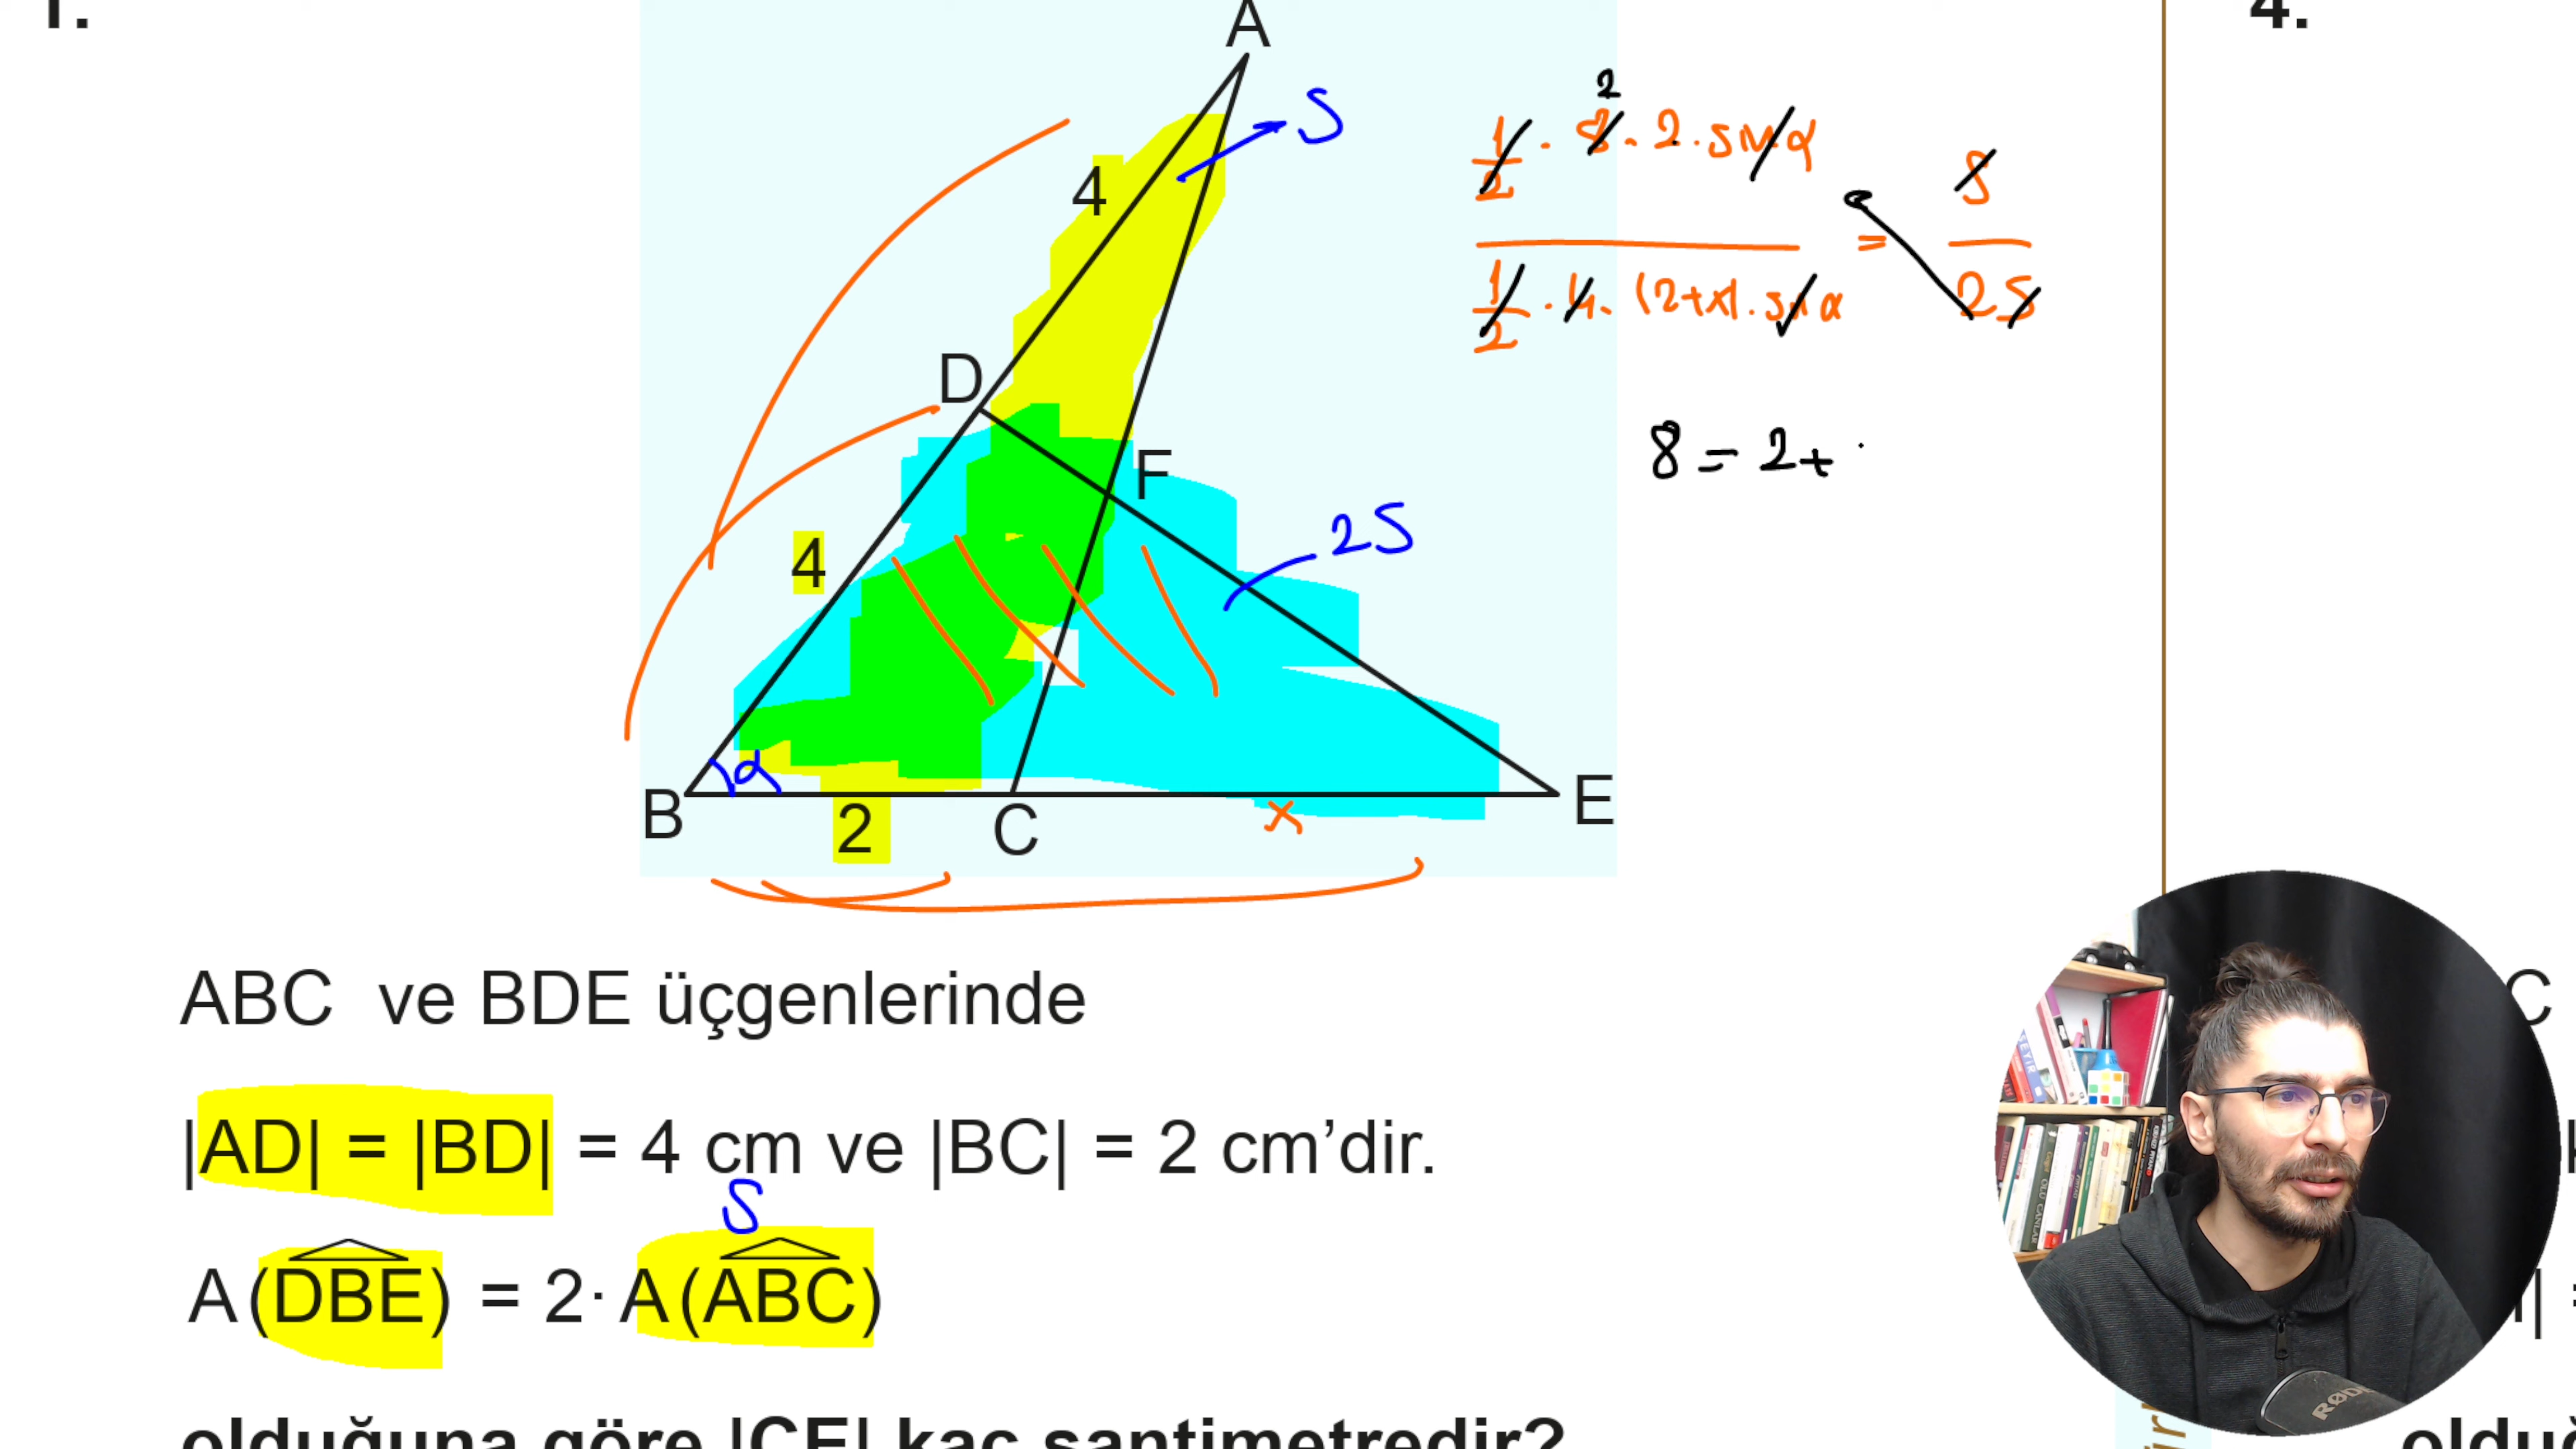 1.
4.
A
S
4
D
F
2S
4
α
B
2
C
x
E
1/2 · 8 · 2 · sinα
2
1/2 · 4 · (2+x) · sinα
=
S
2S
8 = 2+
ABC ve BDE üçgenlerinde
|AD| = |BD| = 4 cm ve |BC| = 2 cm’dir.
S
A(DBE) = 2· A(ABC)
olduğuna göre |CE| kaç santimetredir?
C
RØDE